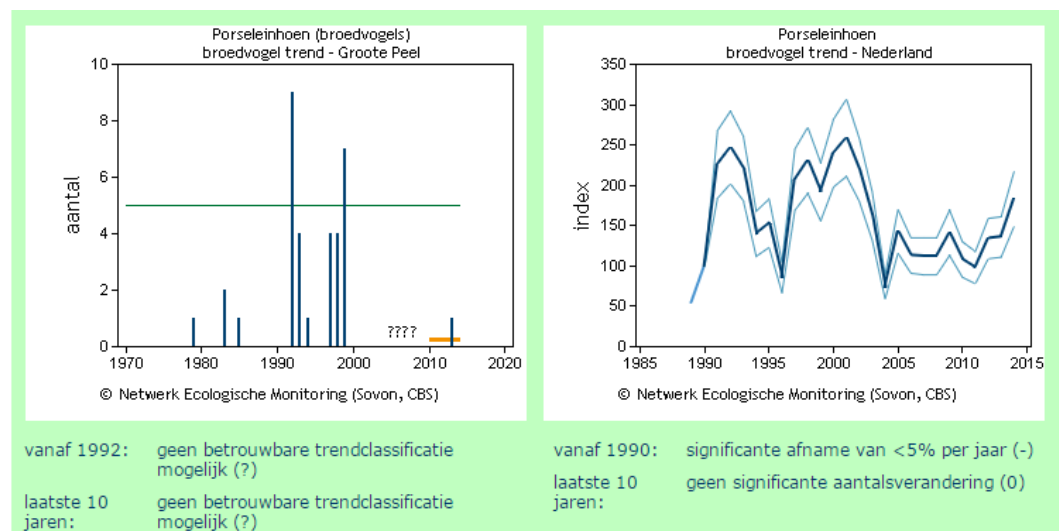 Porseleinhoen (broedvogels)
broedvogel trend - Groote Peel
10
8
6
4
2
0
aantal
????
1970 1980 1990 2000 2010 2020
© Netwerk Ecologische Monitoring (Sovon, CBS)
Porseleinhoen
broedvogel trend - Nederland
350
300
250
200
150
100
50
0
index
1985 1990 1995 2000 2005 2010 2015
© Netwerk Ecologische Monitoring (Sovon, CBS)
vanaf 1992: geen betrouwbare trendclassificatie
mogelijk (?)
laatste 10 geen betrouwbare trendclassificatie
jaren: mogelijk (?)
vanaf 1990: significante afname van <5% per jaar (-)
laatste 10 geen significante aantalsverandering (0)
jaren: